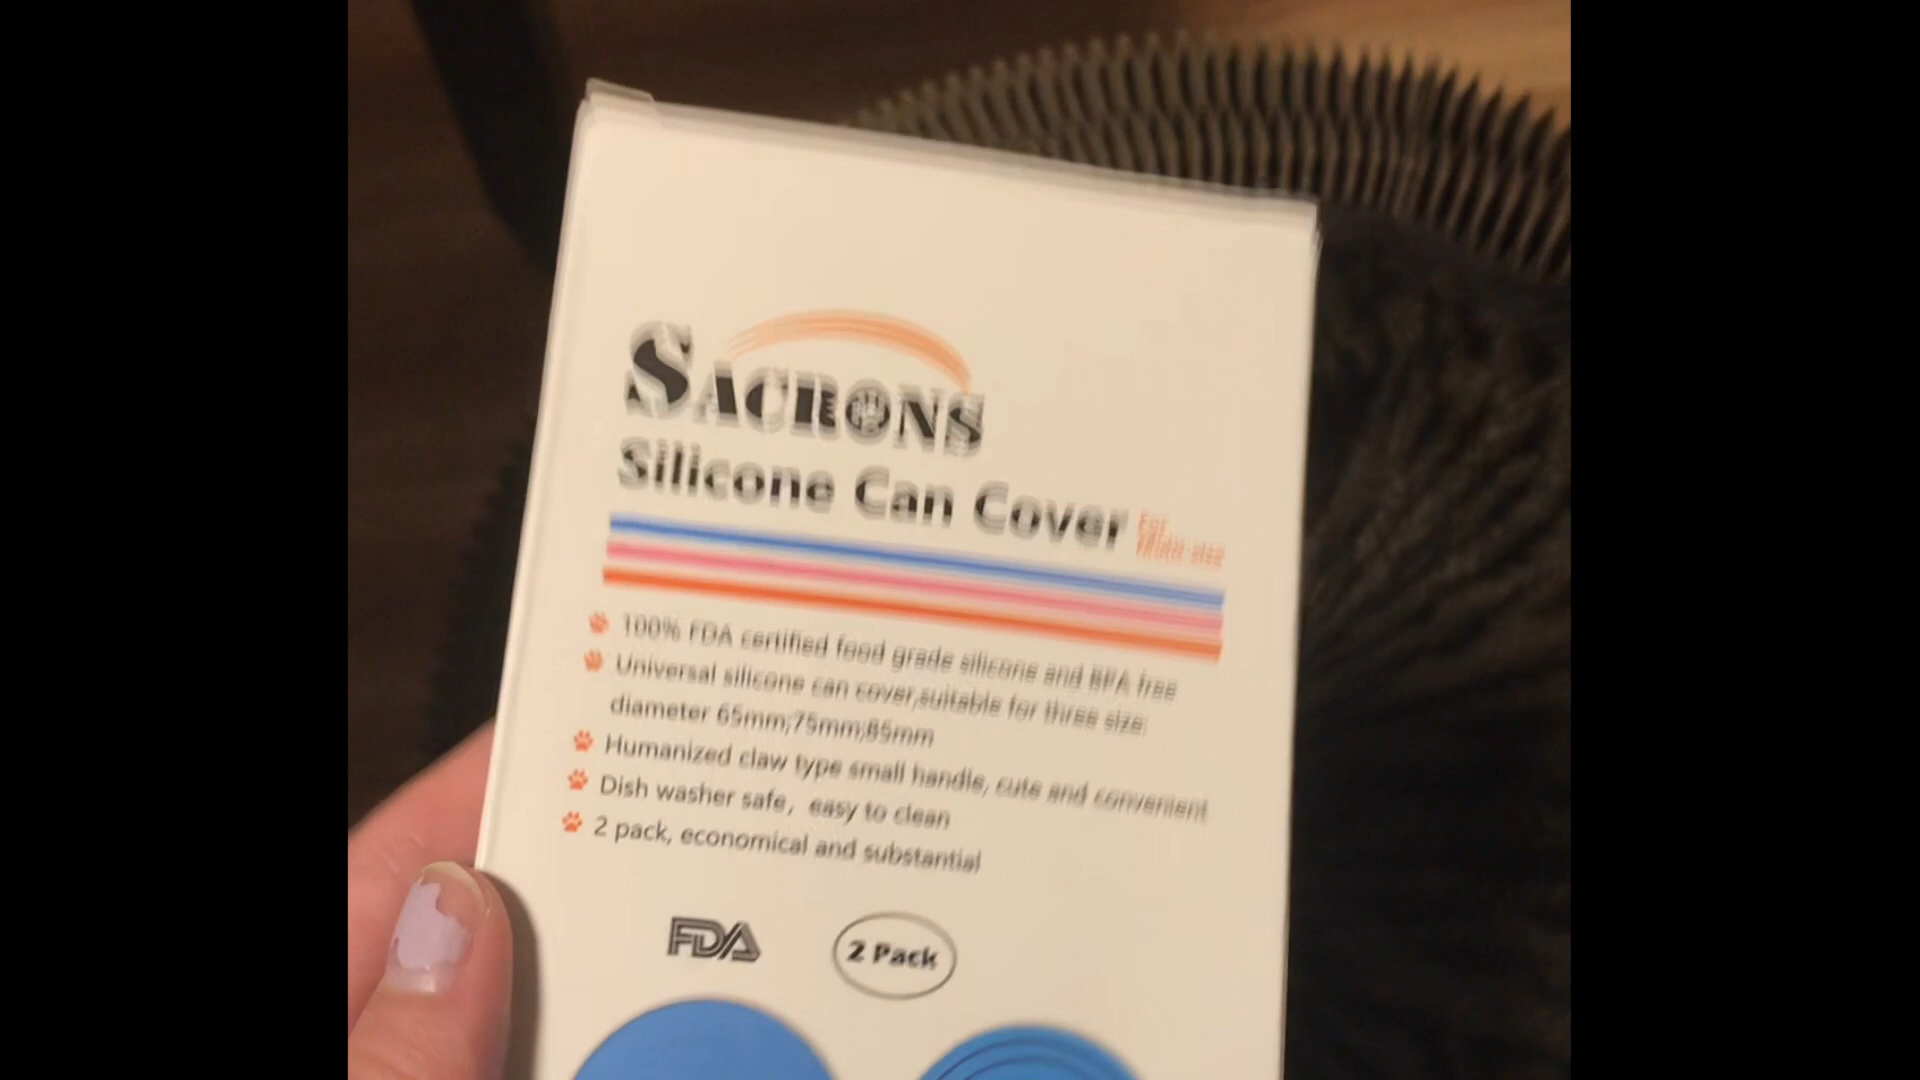 SACRONS
Silicone Can Cover
For
Multi-size
100% FDA certified food grade silicone and BPA free
Universal silicone can cover,suitable for three size:
diameter 65mm;75mm;85mm
Humanized claw type small handle, cute and convenient
Dish washer safe, easy to clean
2 pack, economical and substantial
FDA
2 Pack